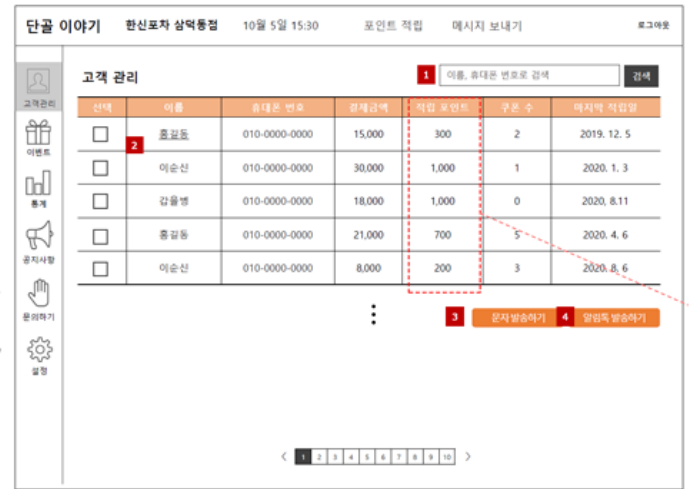 단골 이야기 한신포차 삼덕동점 10월 5일 15:30 포인트 적립 메시지 보내기 로그아웃
고객 관리 1 이름, 휴대폰 번호로 검색 검색
고객관리
선택 이름 휴대폰 번호 결제금액 적립 포인트 쿠폰 수 마지막 적립일
2 홍길동 010-0000-0000 15,000 300 2 2019. 12. 5
이벤트
이순신 010-0000-0000 30,000 1,000 1 2020. 1. 3
통계
갑을병 010-0000-0000 18,000 1,000 0 2020, 8.11
홍길동 010-0000-0000 21,000 700 5 2020. 4. 6
공지사항
이순신 010-0000-0000 8,000 200 3 2020. 8. 6
문의하기
3 문자 발송하기 4 알림톡 발송하기
설정
< 1 2 3 4 5 6 7 8 9 10 >